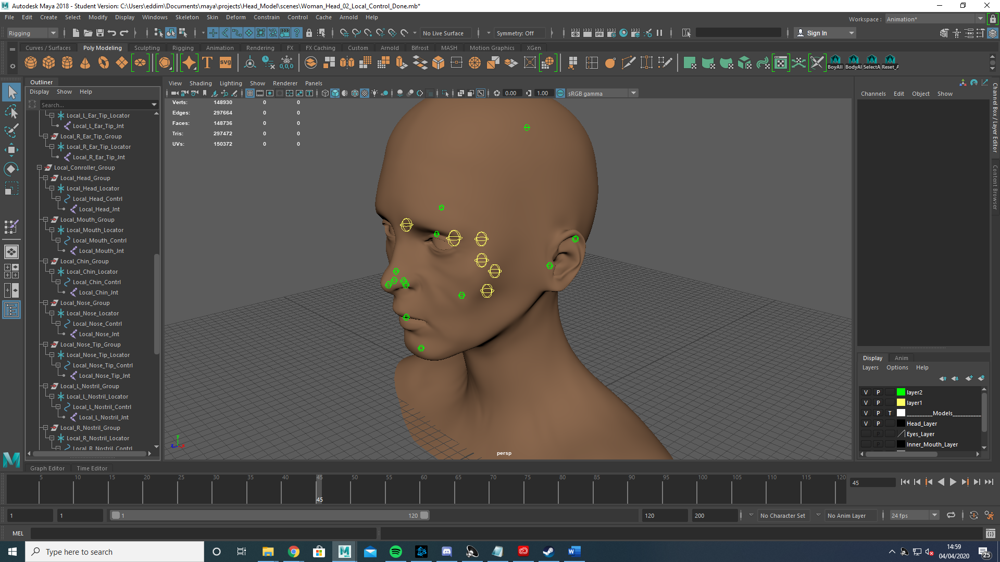 Autodesk Maya 2018 - Student Version: C:\Users\eddim\Documents\maya\projects\Head_Model\scenes\Woman_Head_02_Local_Control_Done.mb*
File Edit Create Select Modify Display Windows Skeleton Skin Deform Constrain Control Cache Arnold Help
Workspace : Animation*
Rigging No Live Surface Symmetry: Off Sign In
Curves / Surfaces Poly Modeling Sculpting Rigging Animation Rendering FX FX Caching Custom Arnold Bifrost MASH Motion Graphics XGen
T svg 0,0,0 IPR BoyAll BodyAl SelectA Reset_A
Outliner
Display Show Help
Search...
Local_L_Ear_Tip_Locator
Local_L_Ear_Tip_Jnt
Local_R_Ear_Tip_Group
Local_R_Ear_Tip_Locator
Local_R_Ear_Tip_Jnt
Local_Conroller_Group
Local_Head_Group
Local_Head_Locator
Local_Head_Contrl
Local_Head_Jnt
Local_Mouth_Group
Local_Mouth_Locator
Local_Mouth_Contrl
Local_Mouth_Jnt
Local_Chin_Group
Local_Chin_Locator
Local_Chin_Contrl
Local_Chin_Jnt
Local_Nose_Group
Local_Nose_Locator
Local_Nose_Contrl
Local_Nose_Jnt
Local_Nose_Tip_Group
Local_Nose_Tip_Locator
Local_Nose_Tip_Contrl
Local_Nose_Tip_Jnt
Local_L_Nostril_Group
Local_L_Nostril_Locator
Local_L_Nostril_Contrl
Local_L_Nostril_Jnt
Local_R_Nostril_Group
Local_R_Nostril_Locator
Local_R_Nostril_Contrl
View Shading Lighting Show Renderer Panels
0.00 1.00 ON sRGB gamma
Verts: 148930 0 0
Edges: 297664 0 0
Faces: 148736 0 0
Tris: 297472 0 0
UVs: 150372 0 0
y
persp
Channels Edit Object Show
Channel Box / Layer Editor
Content Browser
Display Anim
Layers Options Help
V P layer2
V P layer1
V P T __________Models___________
V P Head_Layer
P Eyes_Layer
P Inner_Mouth_Layer
Graph Editor Time Editor
5 10 15 20 25 30 35 40 45 50 55 60 65 70 75 80 85 90 95 100 105 110 115 120
45
45
1 1 1 120 120 200 No Character Set No Anim Layer 24 fps
MEL
Type here to search
14:59
04/04/2020
25